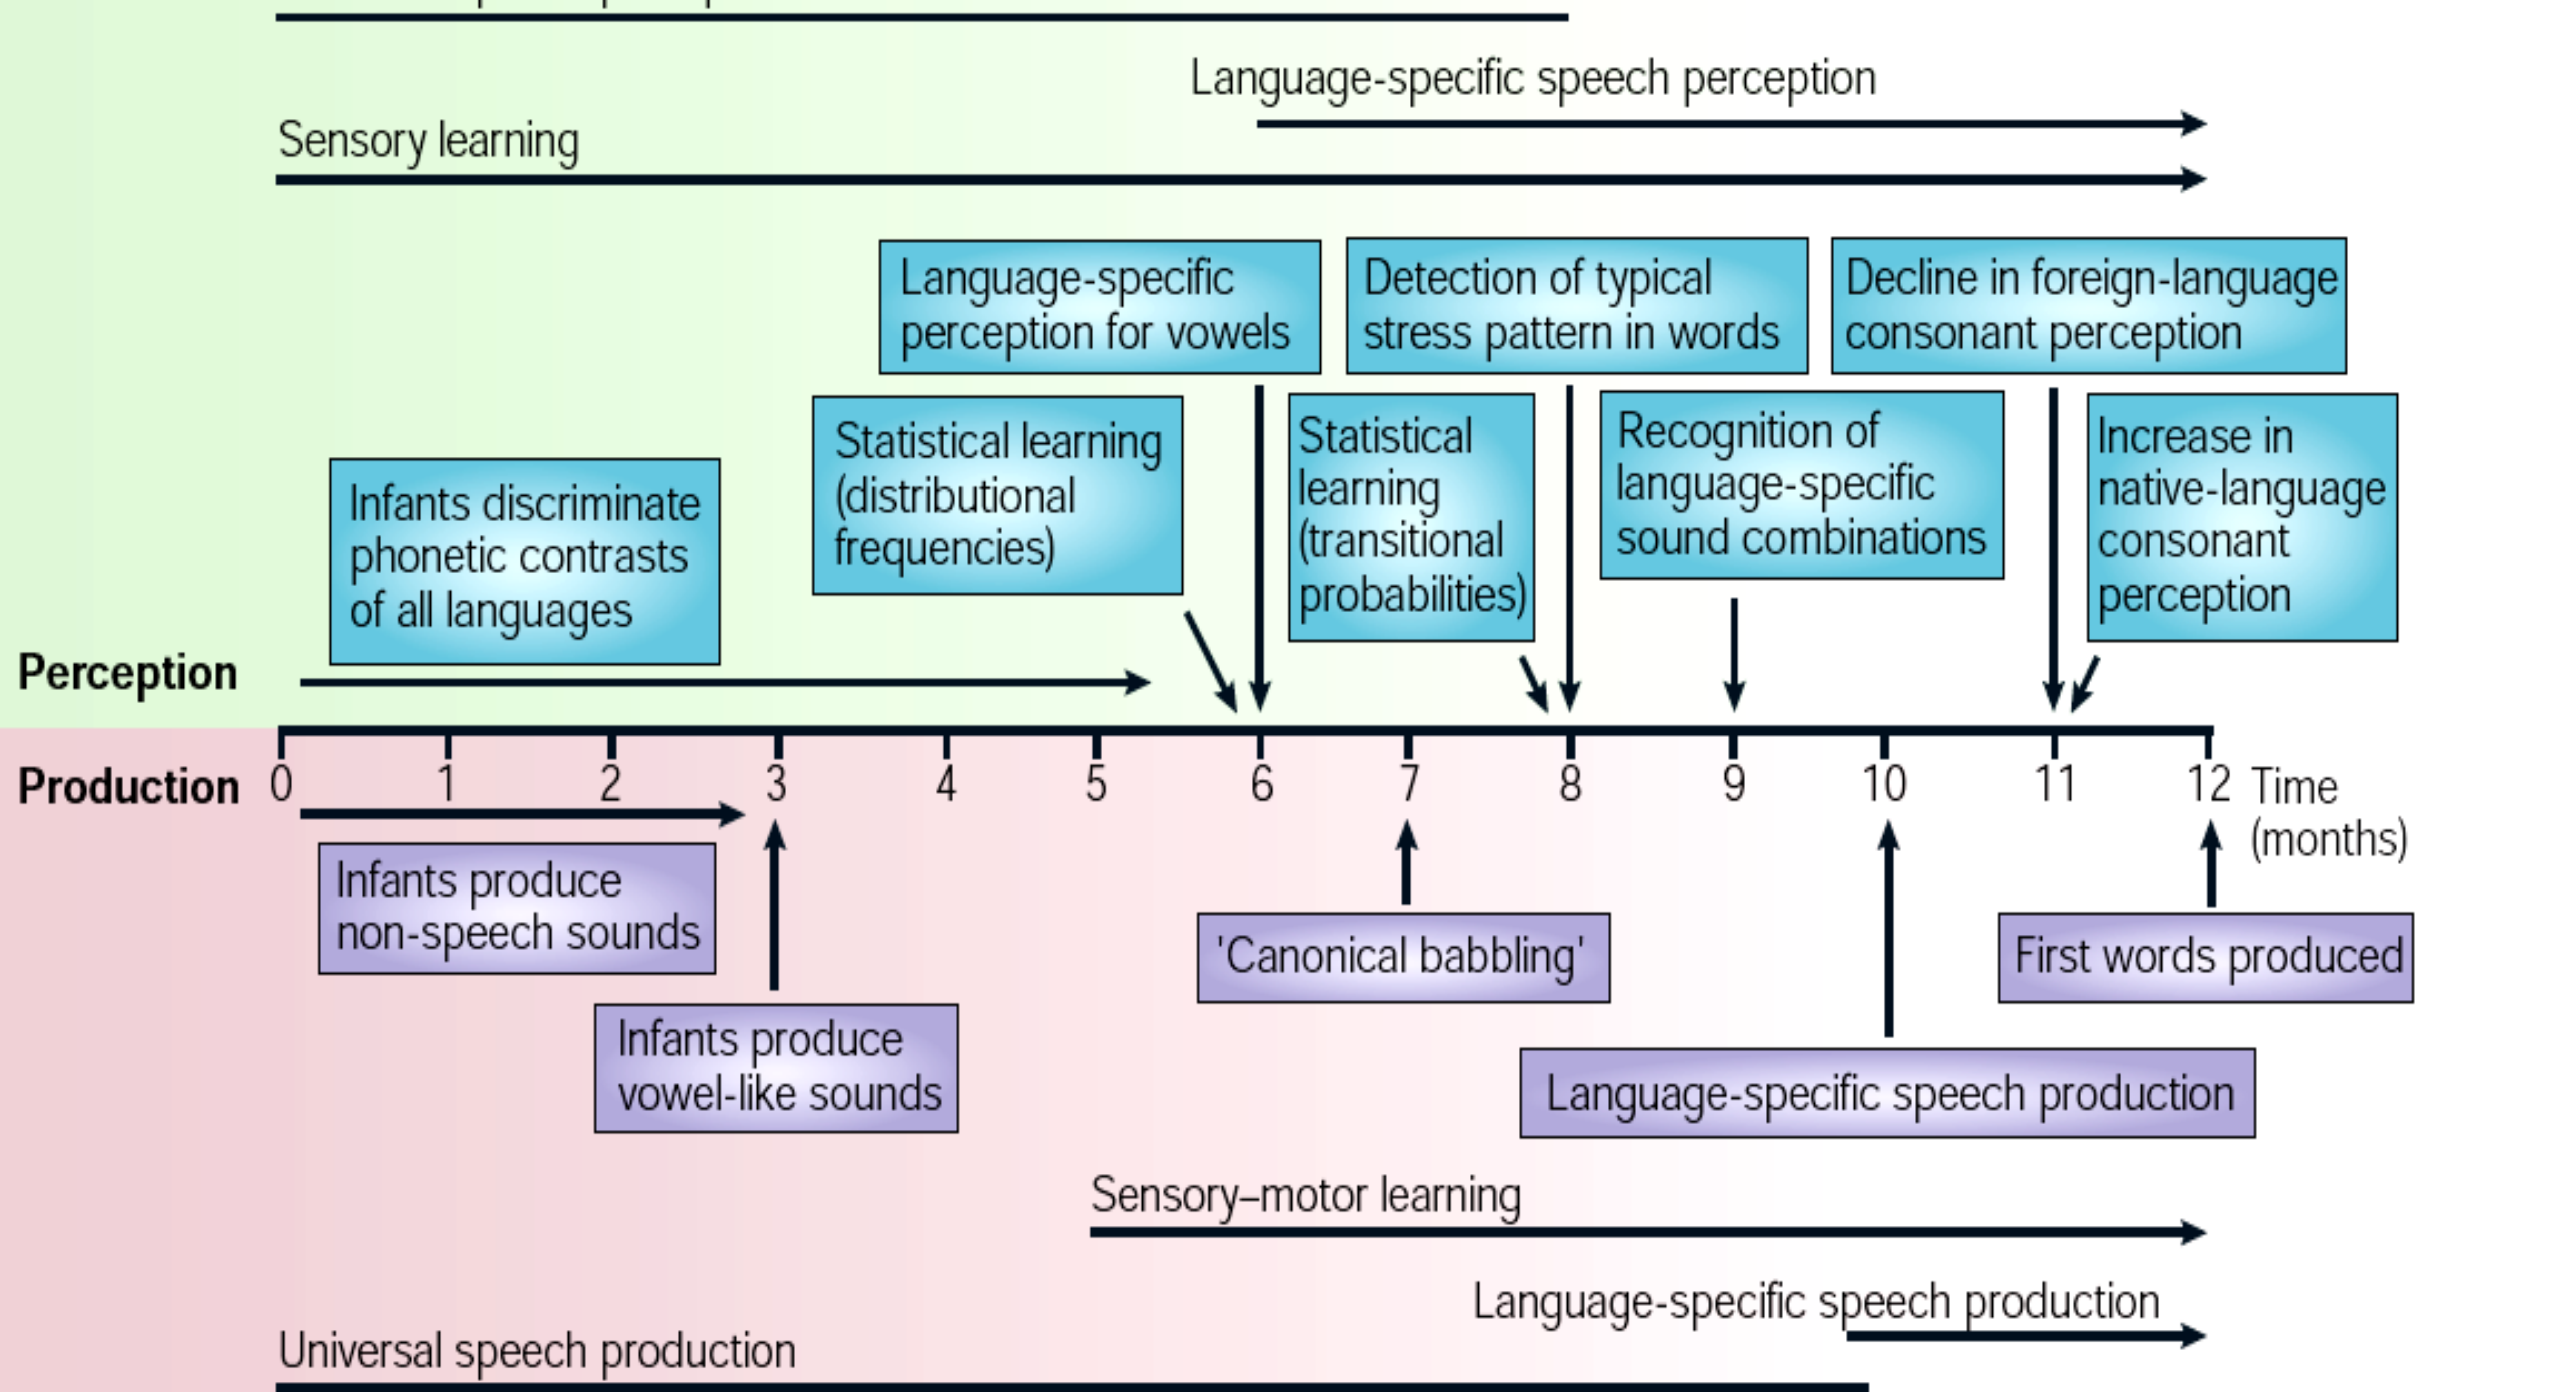 Language-specific speech perception
Sensory learning
Language-specific
perception for vowels
Detection of typical
stress pattern in words
Decline in foreign-language
consonant perception
Statistical learning
(distributional
frequencies)
Statistical
learning
(transitional
probabilities)
Recognition of
language-specific
sound combinations
Increase in
native-language
consonant
perception
Infants discriminate
phonetic contrasts
of all languages
Perception
Production
0 1 2 3 4 5 6 7 8 9 10 11 12 Time
(months)
Infants produce
non-speech sounds
Infants produce
vowel-like sounds
'Canonical babbling'
First words produced
Language-specific speech production
Sensory–motor learning
Language-specific speech production
Universal speech production